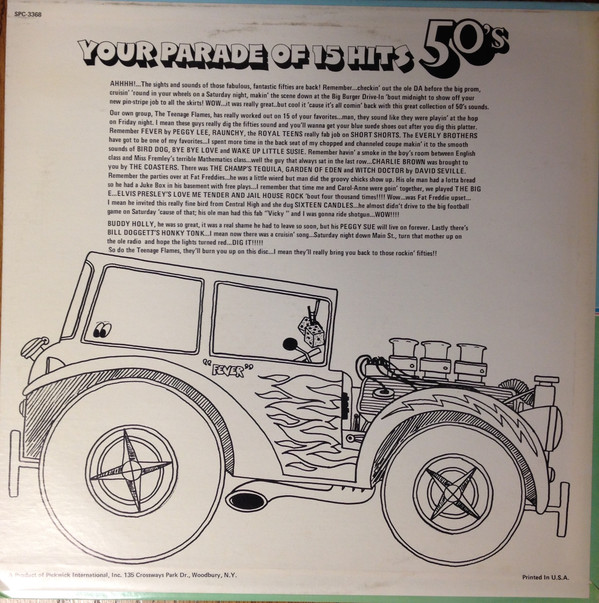 SPC-3368
YOUR PARADE OF 15 HITS 50's
AHHHH!...The sights and sounds of those fabulous, fantastic fifties are back! Remember...checkin' out the ole DA before the big prom,
cruisin' 'round in your wheels on a Saturday night, makin' the scene down at the Big Burger Drive-In 'bout midnight to show off your
new pin-stripe job to all the skirts! WOW...it was really great..but cool it 'cause it's all comin' back with this great collection of 50's sounds.
Our own group, The Teenage Flames, has really worked out on 15 of your favorites...man, they sound like they were playin' at the hop
on Friday night. I mean these guys really dig the fifties sound and you'll wanna get your blue suede shoes out after you dig this platter.
Remember FEVER by PEGGY LEE, RAUNCHY, the ROYAL TEENS really fab job on SHORT SHORTS. The EVERLY BROTHERS
have got to be one of my favorites...I spent more time in the back seat of my chopped and channeled coupe makin' it to the smooth
sounds of BIRD DOG, BYE BYE LOVE and WAKE UP LITTLE SUSIE. Remember havin' a smoke in the boy's room between English
class and Miss Fremley's terrible Mathematics class...well the guy that always sat in the last row...CHARLIE BROWN was brought to
you by THE COASTERS. There was THE CHAMP'S TEQUILA, GARDEN OF EDEN and WITCH DOCTOR by DAVID SEVILLE.
Remember the parties over at Fat Freddies...he was a little wierd but man did the groovy chicks show up. His ole man had a lotta bread
so he had a Juke Box in his basement with free plays...I remember that time me and Carol-Anne were goin' together, we played THE BIG
E...ELVIS PRESLEY'S LOVE ME TENDER AND JAIL HOUSE ROCK 'bout four thousand times!!!! Wow...was Fat Freddie upset...
I mean he invited this really fine bird from Central High and she dug SIXTEEN CANDLES...he almost didn't drive to the big football
game on Saturday 'cause of that; his ole man had this fab "Vicky" and I was gonna ride shotgun...WOW!!!!
BUDDY HOLLY, he was so great, it was a real shame he had to leave so soon, but his PEGGY SUE will live on forever. Lastly there's
BILL DOGGETT'S HONKY TONK...I mean now there was a cruisin' song...Saturday night down Main St., turn that mother up on
the ole radio and hope the lights turned red...DIG IT!!!!!
So do the Teenage Flames, they'll burn you up on this disc...I mean they'll really bring you back to those rockin' fifties!!
"FEVER"
A Product of Pickwick International, Inc. 135 Crossways Park Dr., Woodbury, N.Y.
Printed In U.S.A.